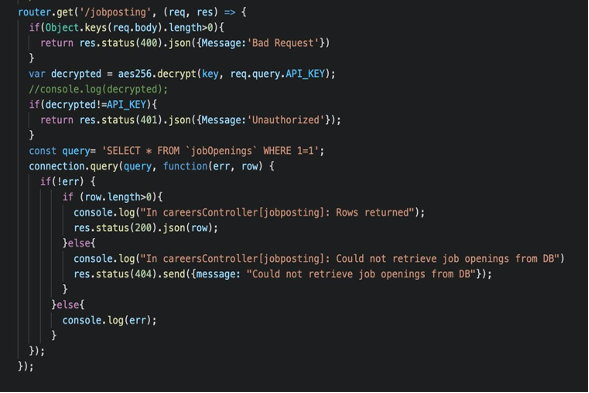 router.get('/jobposting', (req, res) => {
if(Object.keys(req.body).length>0){
return res.status(400).json({Message:'Bad Request'})
}
var decrypted = aes256.decrypt(key, req.query.API_KEY);
//console.log(decrypted);
if(decrypted!=API_KEY){
return res.status(401).json({Message:'Unauthorized'});
}
const query= 'SELECT * FROM `jobOpenings` WHERE 1=1';
connection.query(query, function(err, row) {
if(!err) {
if (row.length>0){
console.log("In careersController[jobposting]: Rows returned");
res.status(200).json(row);
}else{
console.log("In careersController[jobposting]: Could not retrieve job openings from DB")
res.status(404).send({message: "Could not retrieve job openings from DB"});
}
}else{
console.log(err);
}
});
});